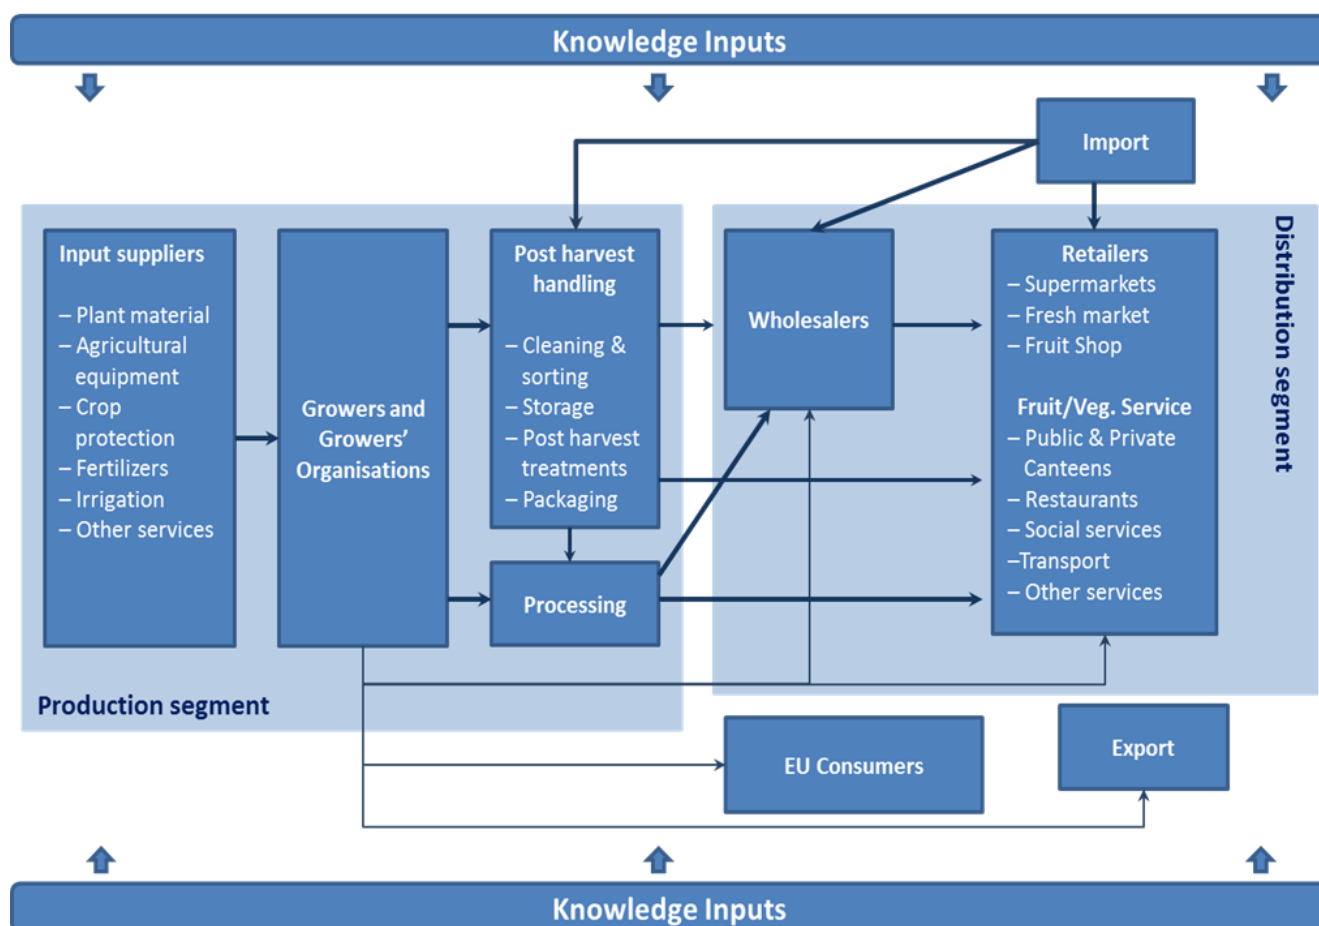 Knowledge Inputs
Import
Input suppliers
– Plant material
– Agricultural
equipment
– Crop
protection
– Fertilizers
– Irrigation
– Other services
Growers and
Growers’
Organisations
Post harvest
handling
– Cleaning &
sorting
– Storage
– Post harvest
treatments
– Packaging
Processing
Production segment
Wholesalers
Retailers
– Supermarkets
– Fresh market
– Fruit Shop
Fruit/Veg. Service
– Public & Private
Canteens
– Restaurants
– Social services
–Transport
– Other services
Distribution segment
EU Consumers
Export
Knowledge Inputs